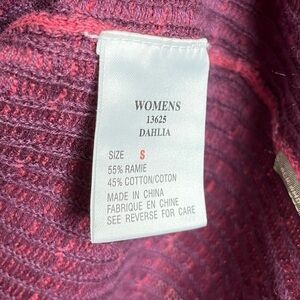 WOMENS
13625
DAHLIA
SIZE S
55% RAMIE
45% COTTON/COTON
MADE IN CHINA
FABRIQUE EN CHINE
SEE REVERSE FOR CARE